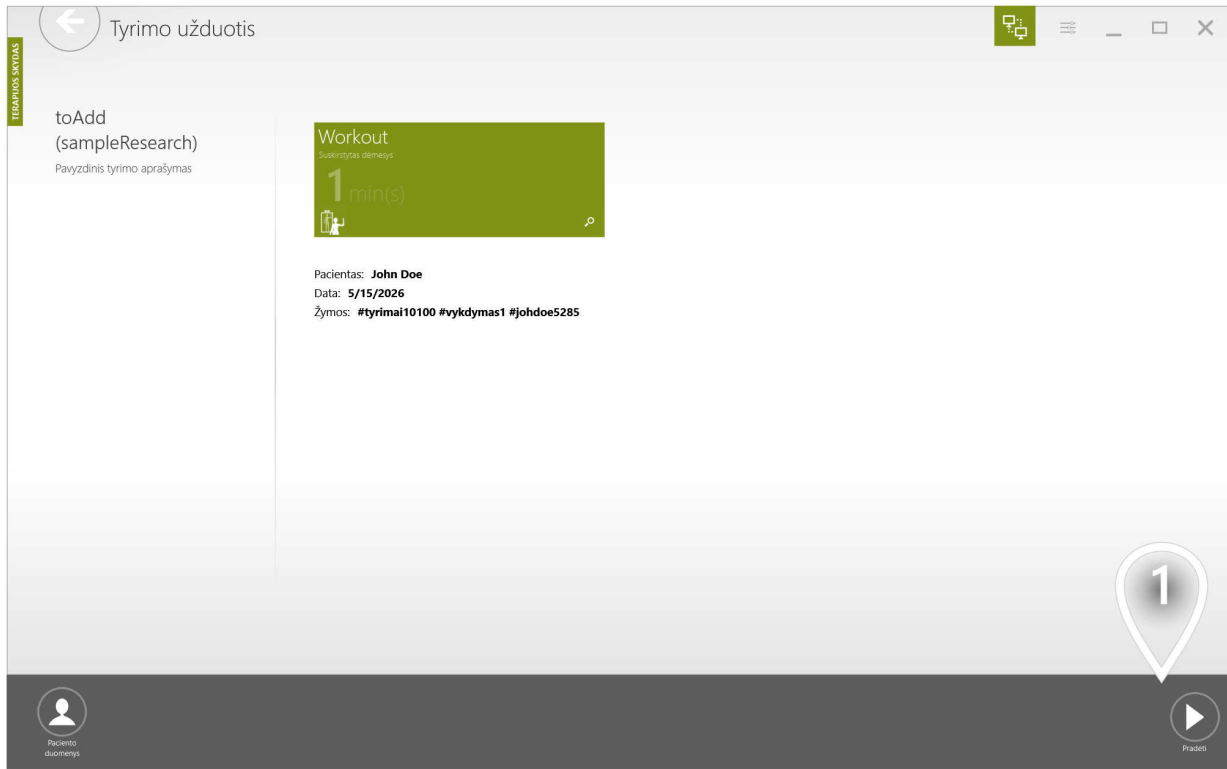 Tyrimo užduotis
TERAPIJOS SKYDAS
toAdd
(sampleResearch)
Pavyzdinis tyrimo aprašymas
Workout
Suskirstytas dėmesys
1 min(s)
Pacientas: John Doe
Data: 5/15/2026
Žymos: #tyrimai10100 #vykdymas1 #johdoe5285
1
Paciento
duomenys
Pradėti